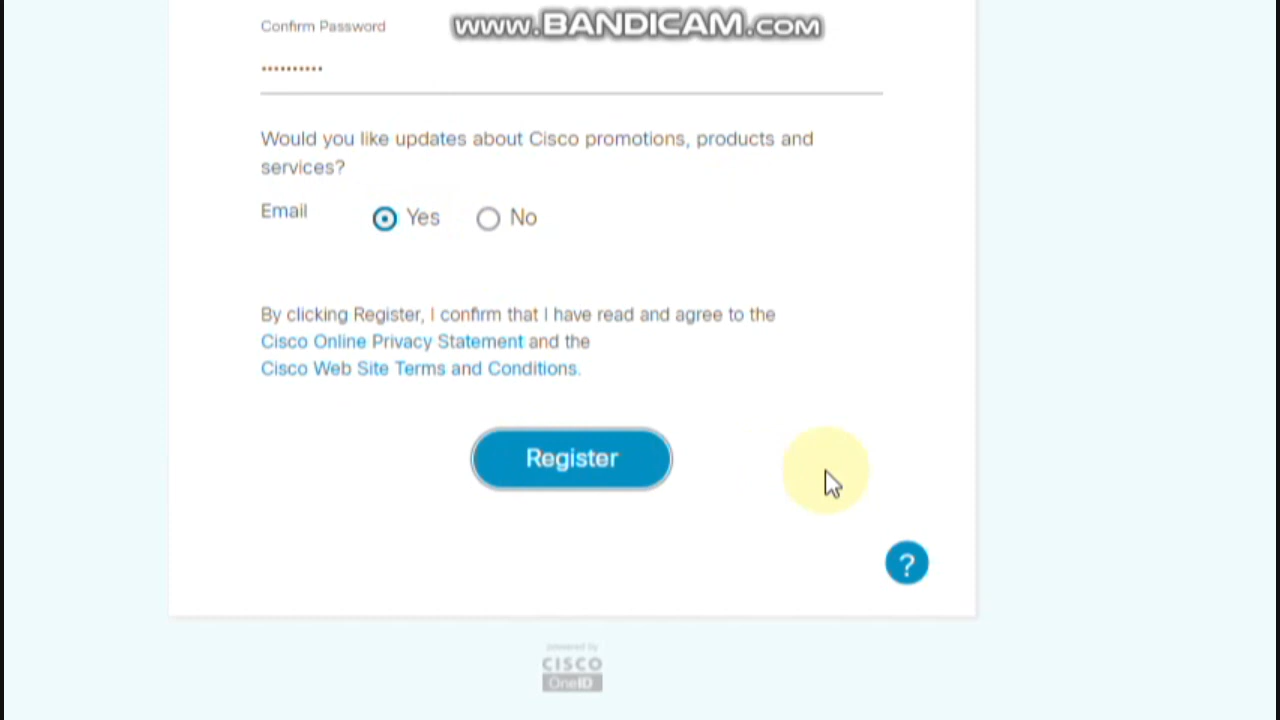 Confirm Password
www.BANDICAM.com
••••••••••
Would you like updates about Cisco promotions, products and
services?
Email Yes No
By clicking Register, I confirm that I have read and agree to the
Cisco Online Privacy Statement and the
Cisco Web Site Terms and Conditions.
Register
?
powered by
CISCO
OneID